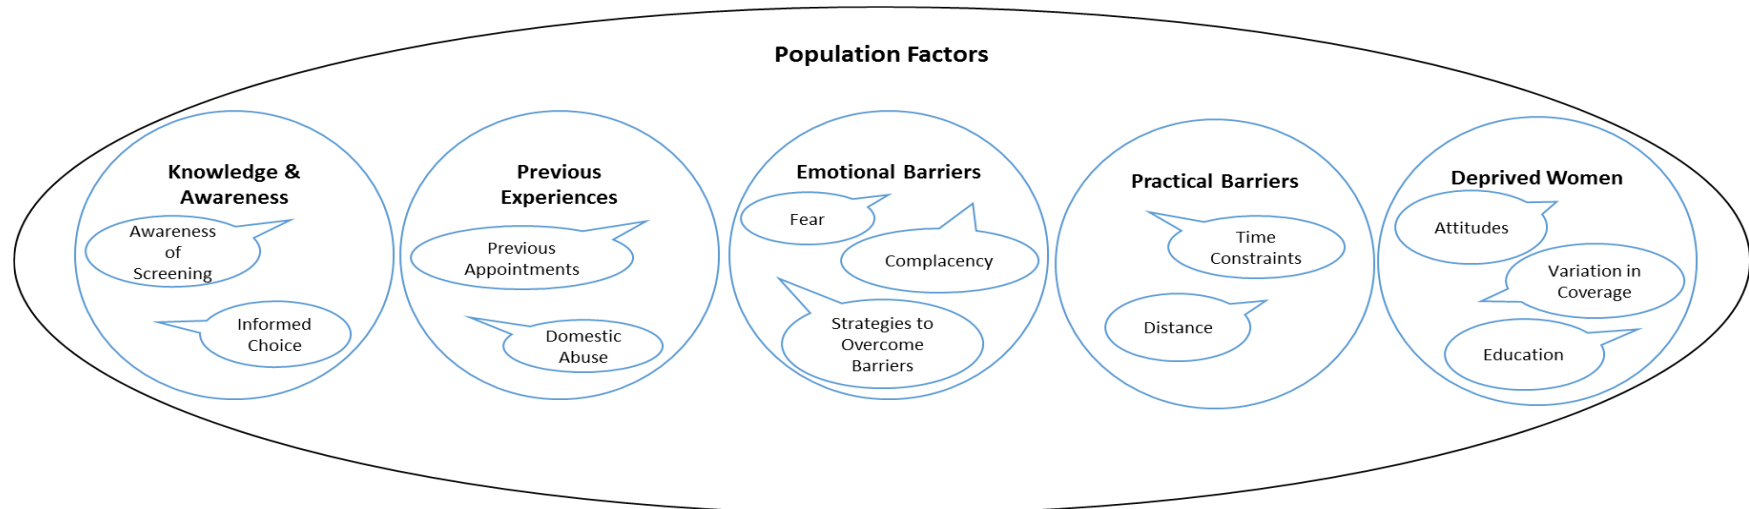 Population Factors
Knowledge &
Awareness
Awareness
of
Screening
Informed
Choice
Previous
Experiences
Previous
Appointments
Domestic
Abuse
Emotional Barriers
Fear
Complacency
Strategies to
Overcome
Barriers
Practical Barriers
Time
Constraints
Distance
Deprived Women
Attitudes
Variation in
Coverage
Education